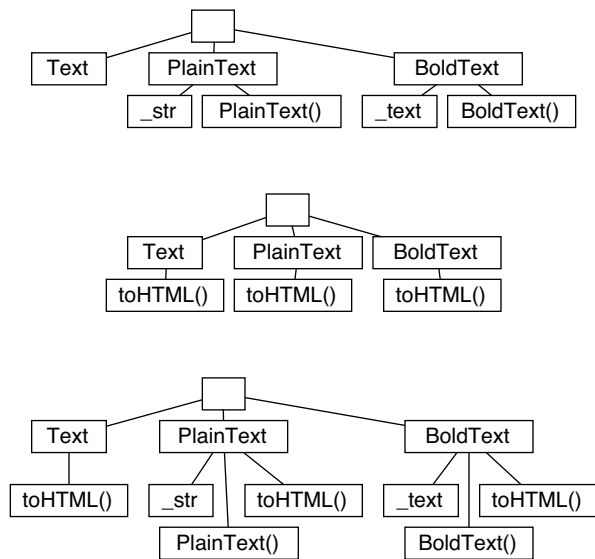 Text PlainText BoldText
_str PlainText() _text BoldText()
Text PlainText BoldText
toHTML() toHTML() toHTML()
Text PlainText BoldText
toHTML() _str toHTML() _text toHTML()
PlainText() BoldText()